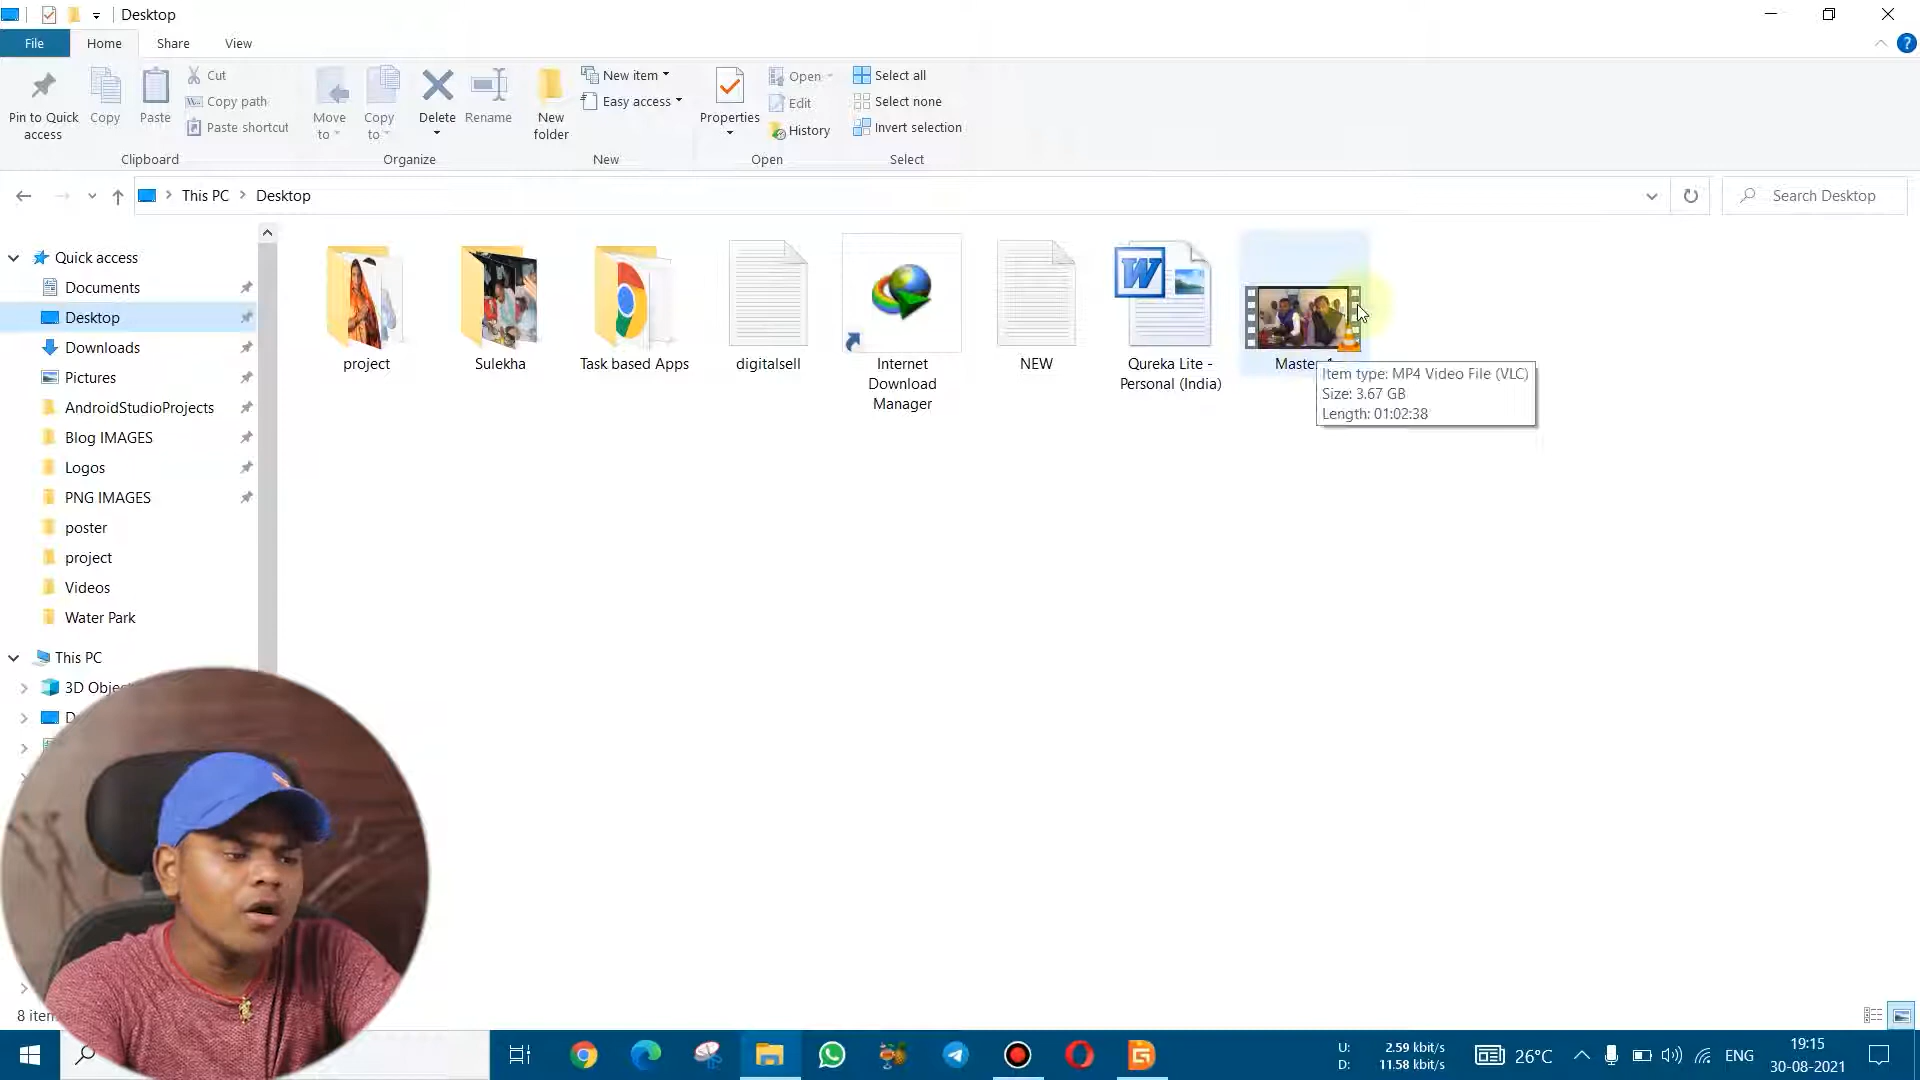 Desktop
File Home Share View
Pin to Quick access
Copy
Paste
Cut
Copy path
Paste shortcut
Clipboard
Move to
Copy to
Delete
Rename
Organize
New folder
New item
Easy access
New
Properties
Open
Edit
History
Open
Select all
Select none
Invert selection
Select
This PC > Desktop
Search Desktop
Quick access
Documents
Desktop
Downloads
Pictures
AndroidStudioProjects
Blog IMAGES
Logos
PNG IMAGES
poster
project
Videos
Water Park
This PC
3D Obje
D
project
Sulekha
Task based Apps
digitalsell
Internet
Download
Manager
NEW
Qureka Lite -
Personal (India)
Maste
Item type: MP4 Video File (VLC)
Size: 3.67 GB
Length: 01:02:38
8 item
U: 2.59 kbit/s
D: 11.58 kbit/s
26°C
ENG
19:15
30-08-2021